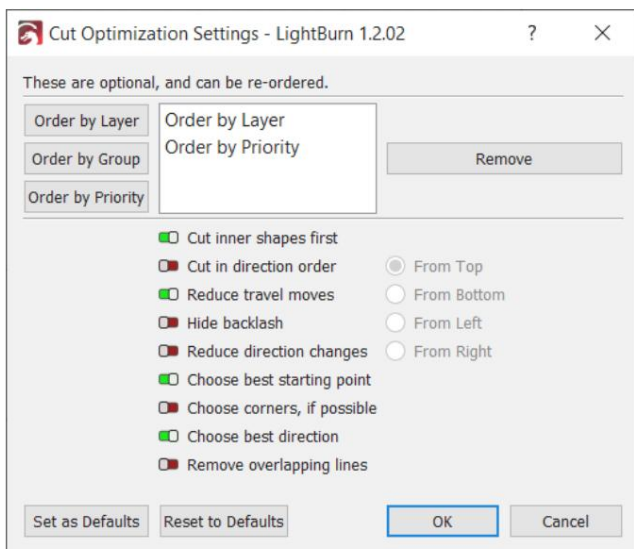 Cut Optimization Settings - LightBurn 1.2.02
?
These are optional, and can be re-ordered.
Order by Layer
Order by Group
Order by Priority
Order by Layer
Order by Priority
Remove
Cut inner shapes first
Cut in direction order
From Top
Reduce travel moves
From Bottom
Hide backlash
From Left
Reduce direction changes
From Right
Choose best starting point
Choose corners, if possible
Choose best direction
Remove overlapping lines
Set as Defaults
Reset to Defaults
OK
Cancel